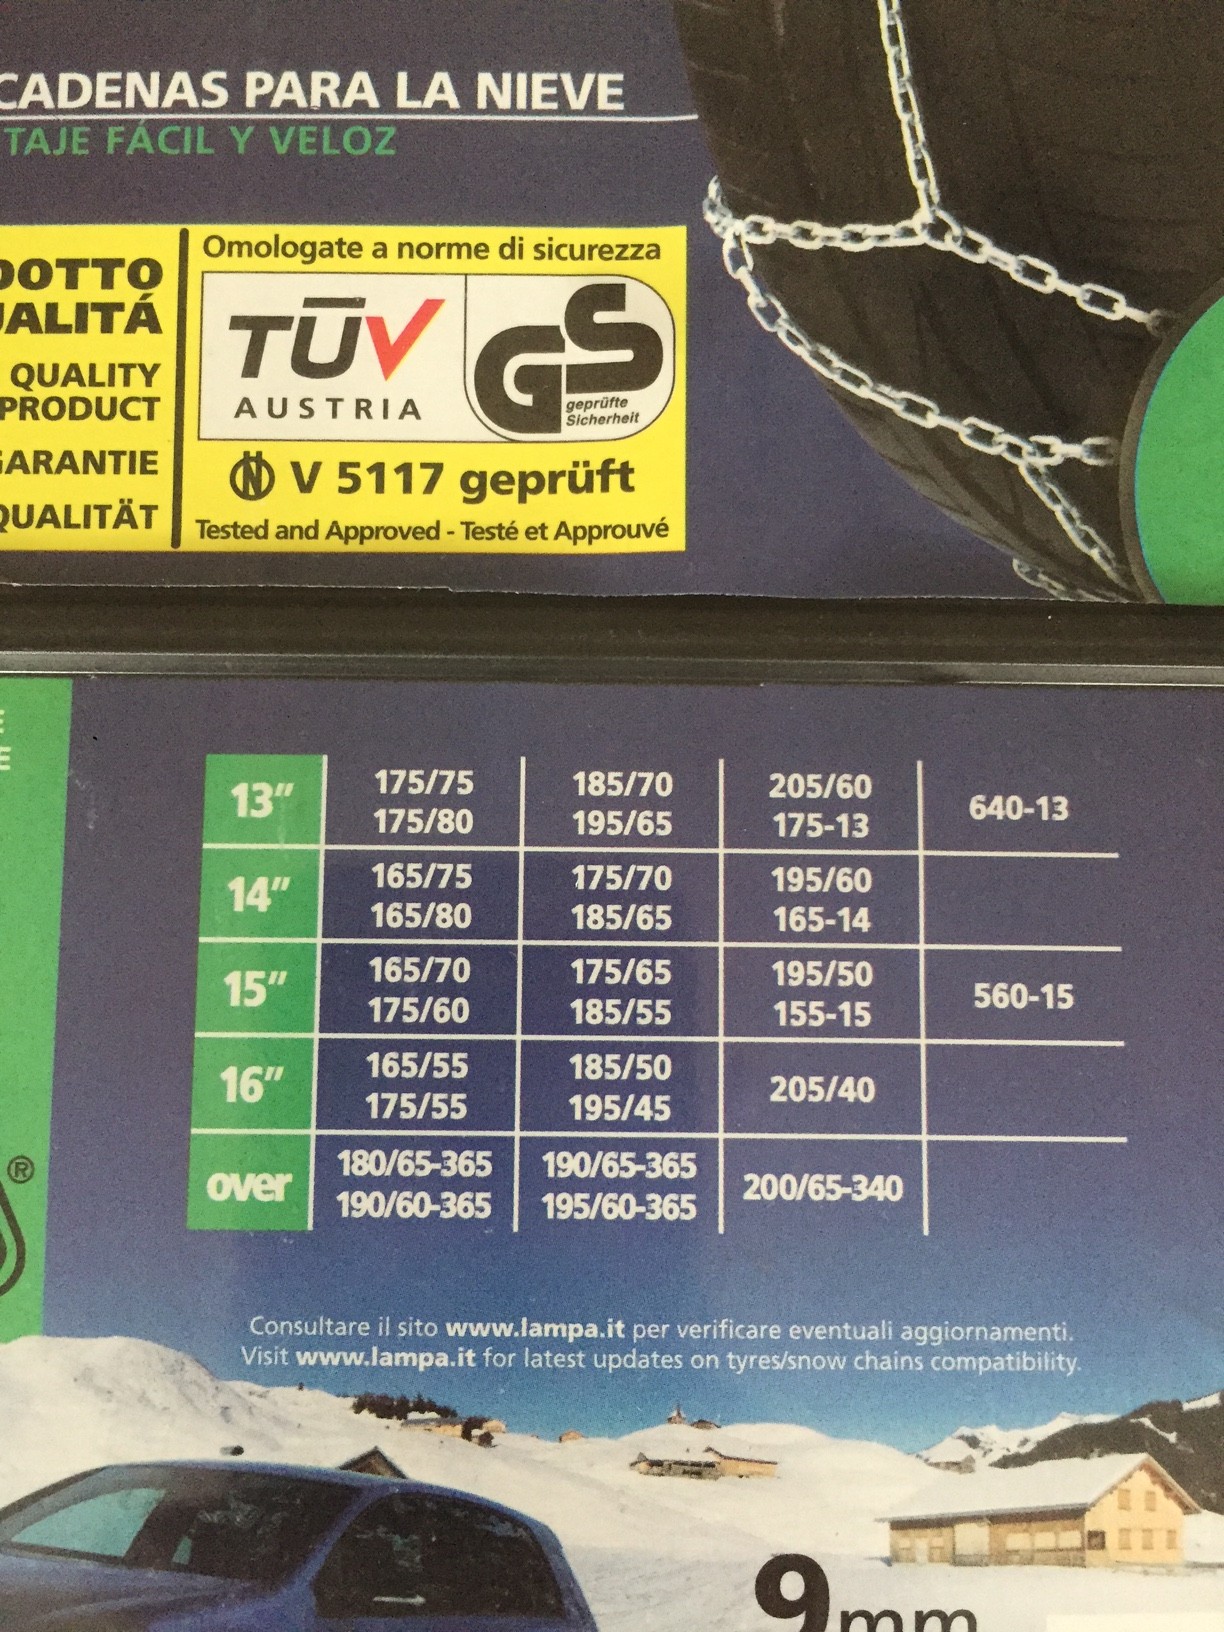 CADENAS PARA LA NIEVE
TAJE FÁCIL Y VELOZ
DOTTO
UALITÁ
QUALITY
PRODUCT
GARANTIE
QUALITÄT
Omologate a norme di sicurezza
TÜV
AUSTRIA
GS
geprüfte
Sicherheit
V 5117 geprüft
Tested and Approved - Testé et Approuvé
E
E
13" 175/75 185/70 205/60 640-13
175/80 195/65 175-13
14" 165/75 175/70 195/60
165/80 185/65 165-14
15" 165/70 175/65 195/50 560-15
175/60 185/55 155-15
16" 165/55 185/50 205/40
175/55 195/45
over 180/65-365 190/65-365 200/65-340
190/60-365 195/60-365
®
Consultare il sito www.lampa.it per verificare eventuali aggiornamenti.
Visit www.lampa.it for latest updates on tyres/snow chains compatibility.
9mm